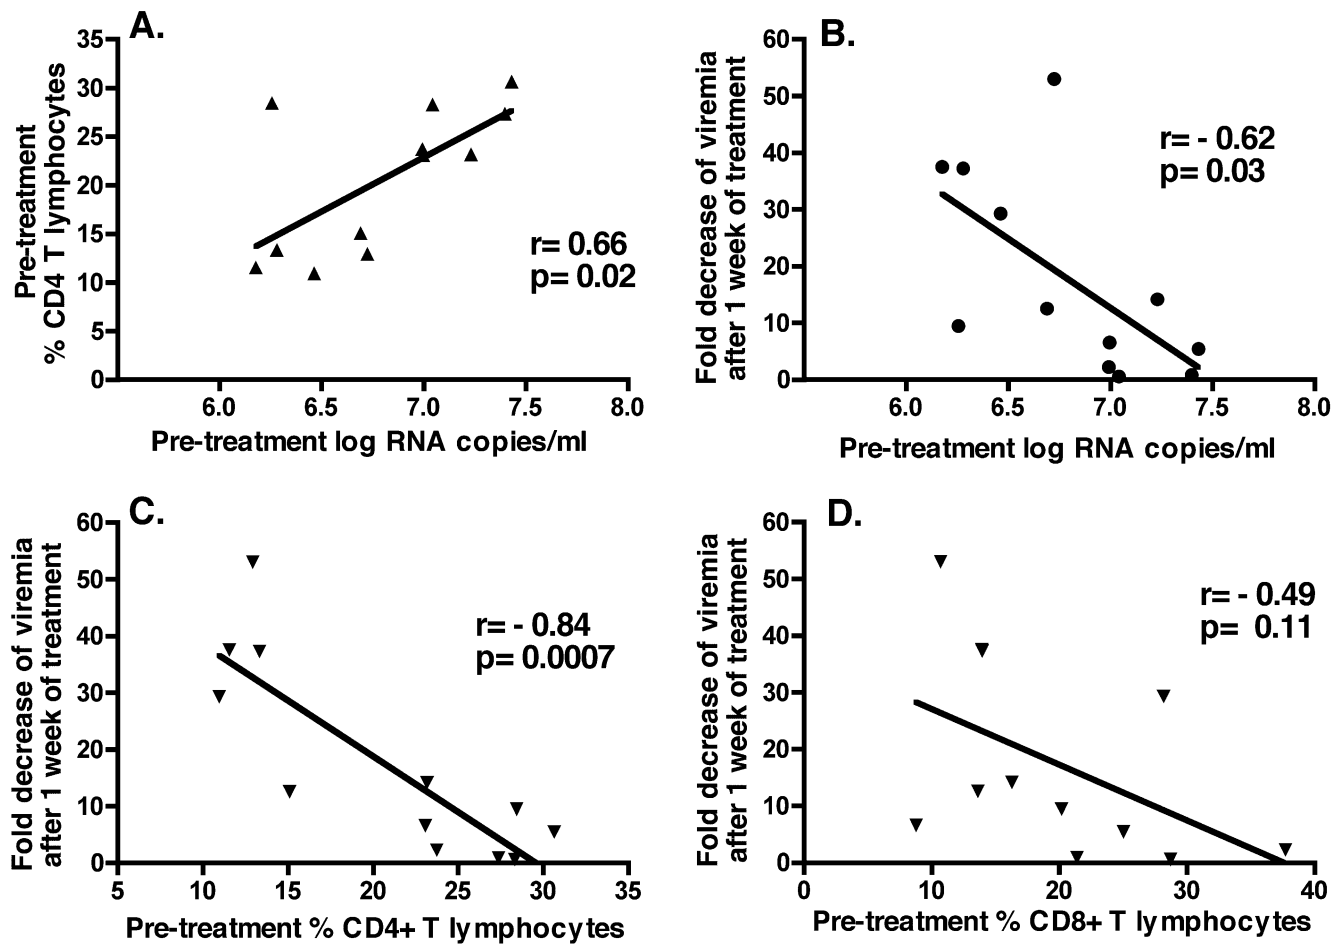 A.
Pre-treatment
% CD4 T lymphocytes
35
30
25
20
15
10
5
0
r= 0.66
p= 0.02
6.0 6.5 7.0 7.5 8.0
Pre-treatment log RNA copies/ml
B.
Fold decrease of viremia
after 1 week of treatment
60
50
40
30
20
10
0
r= - 0.62
p= 0.03
6.0 6.5 7.0 7.5 8.0
Pre-treatment log RNA copies/ml
C.
Fold decrease of viremia
after 1 week of treatment
60
50
40
30
20
10
0
r= - 0.84
p= 0.0007
5 10 15 20 25 30 35
Pre-treatment % CD4+ T lymphocytes
D.
Fold decrease of viremia
after 1 week of treatment
60
50
40
30
20
10
0
r= - 0.49
p= 0.11
0 10 20 30 40
Pre-treatment % CD8+ T lymphocytes